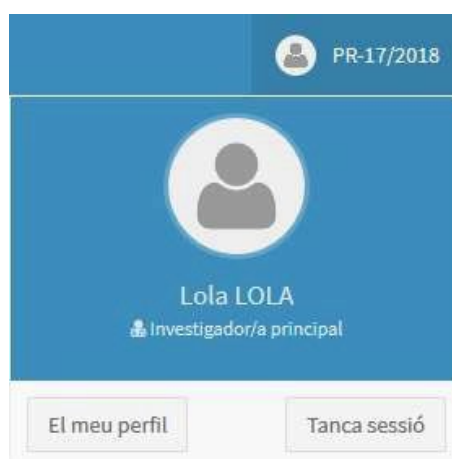 PR-17/2018
Lola LOLA
Investigador/a principal
El meu perfil
Tanca sessió